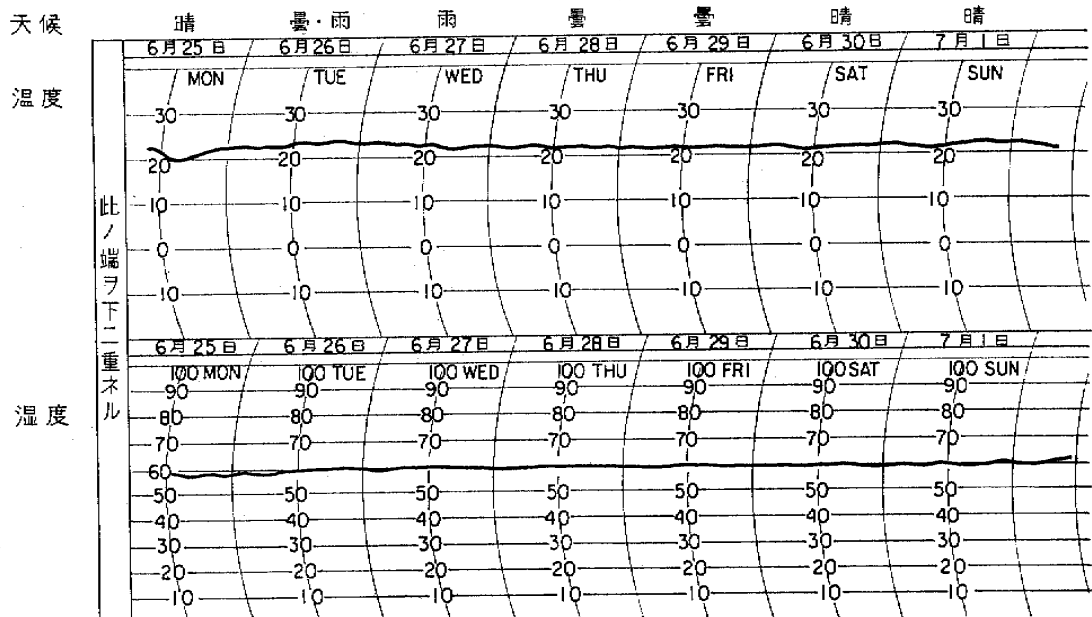 天候 晴 曇・雨 雨 曇 曇 晴 晴
6月25日 6月26日 6月27日 6月28日 6月29日 6月30日 7月1日
MON TUE WED THU FRI SAT SUN
温度
30 30 30 30 30 30 30
20 20 20 20 20 20 20
10 10 10 10 10 10 10
0 0 0 0 0 0 0
10 10 10 10 10 10 10
此ノ端ヲ下ニ重ネル
6月25日 6月26日 6月27日 6月28日 6月29日 6月30日 7月1日
100 MON 100 TUE 100 WED 100 THU 100 FRI 100 SAT 100 SUN
90 90 90 90 90 90 90
湿度
80 80 80 80 80 80 80
70 70 70 70 70 70 70
60
50 50 50 50 50 50 50
40 40 40 40 40 40 40
30 30 30 30 30 30 30
20 20 20 20 20 20 20
10 10 10 10 10 10 10